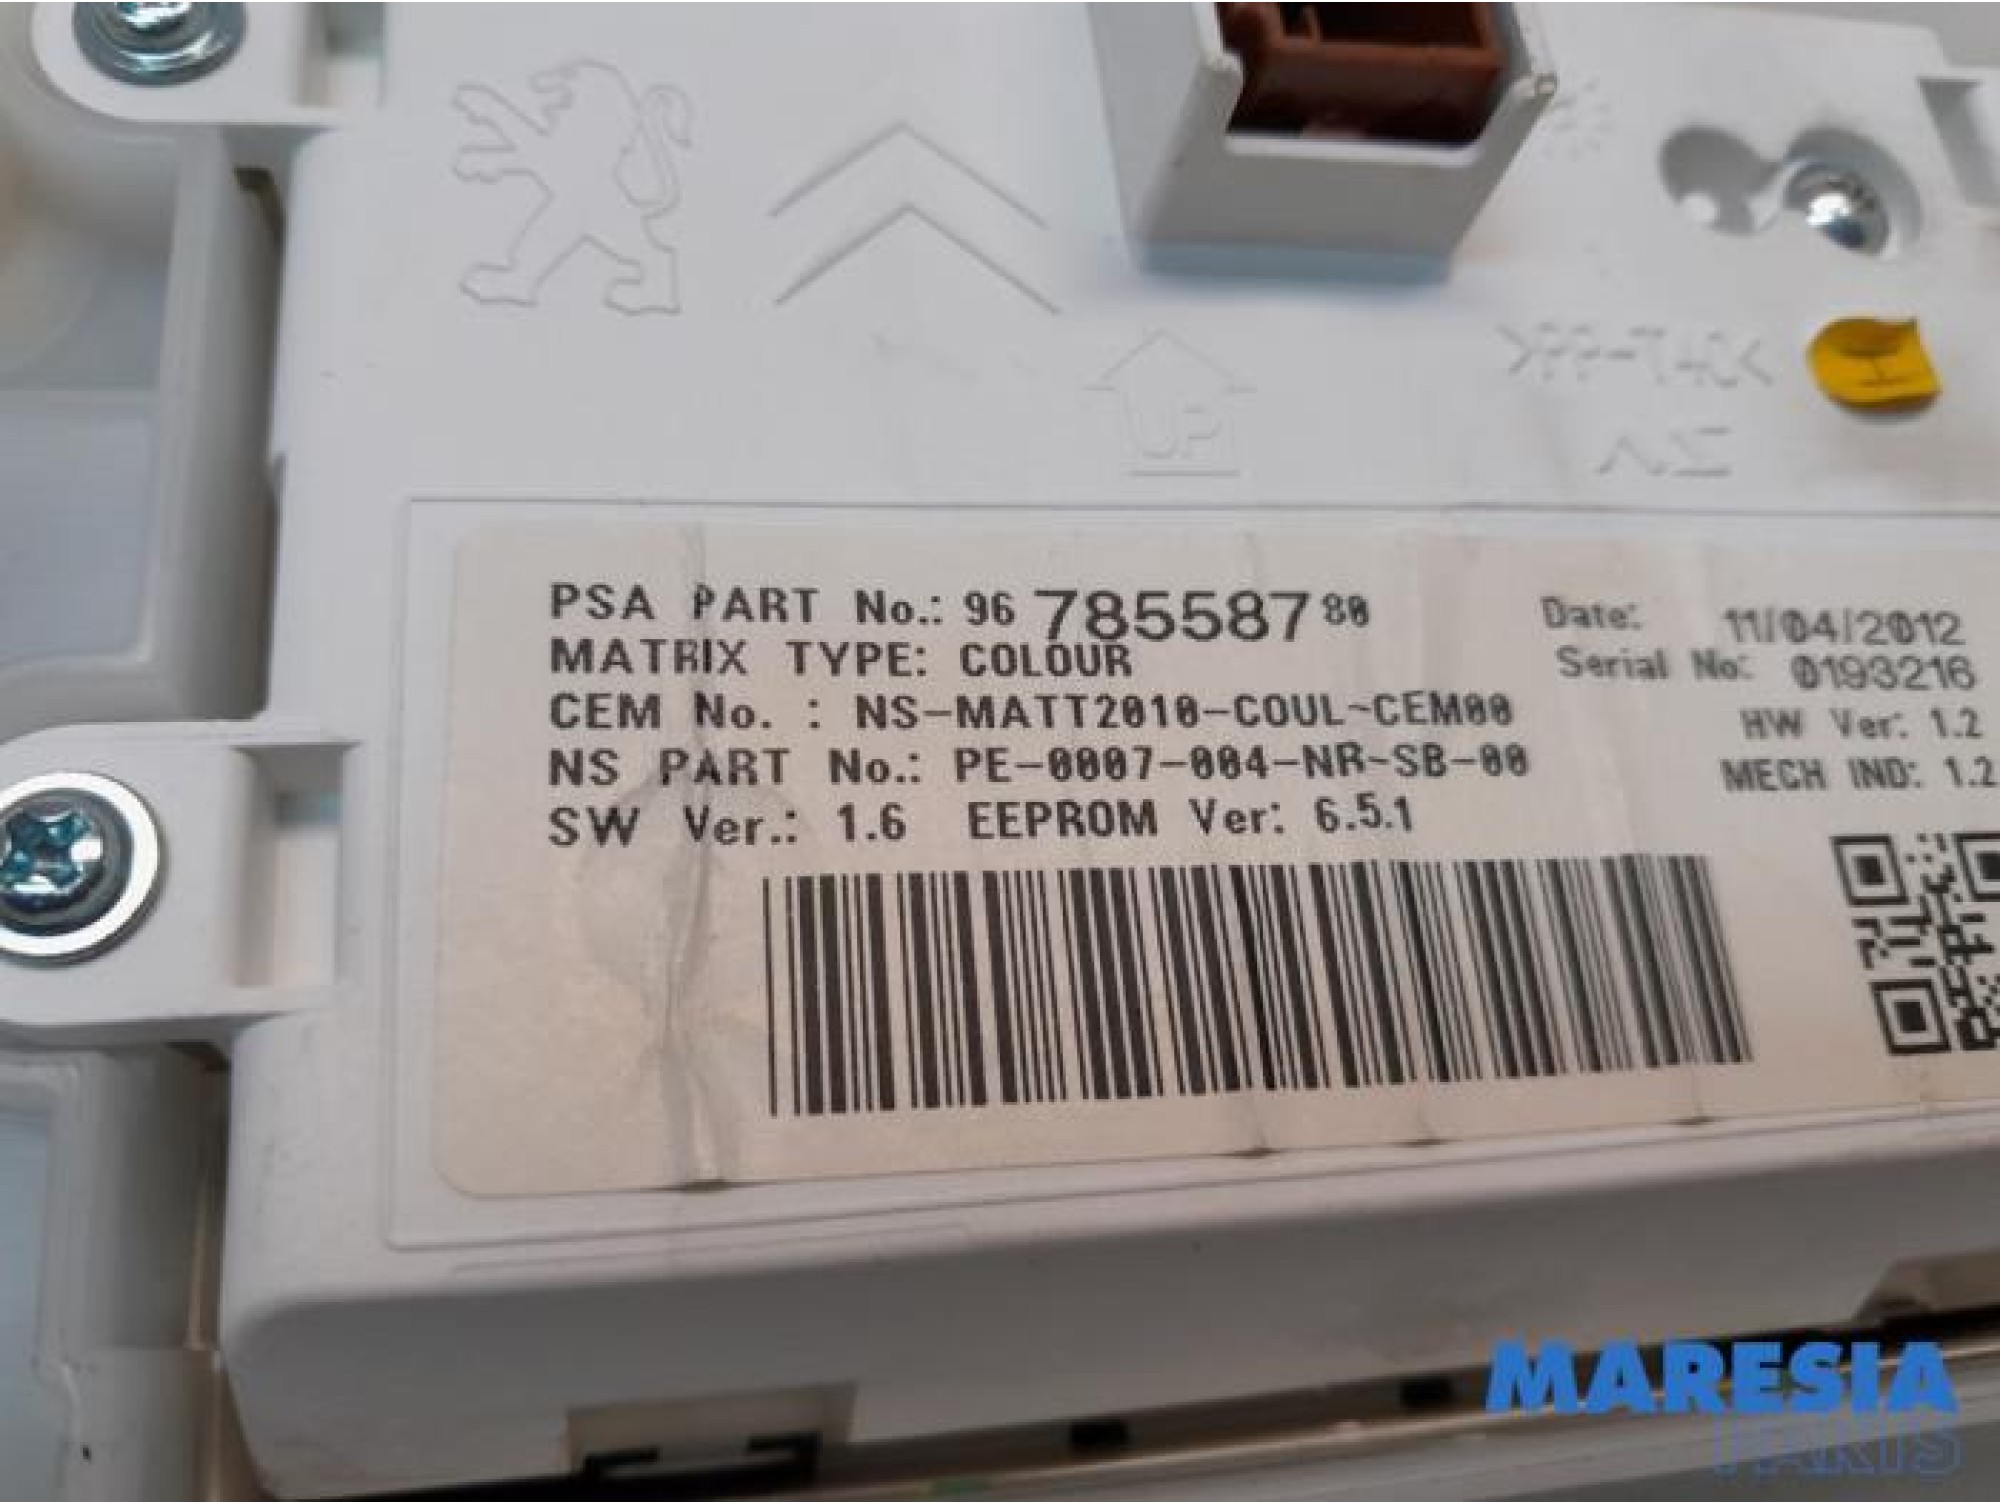 UP
>PP-T40<
PSA PART No.: 96 785587 80
MATRIX TYPE: COLOUR
CEM No. : NS-MATT2010-COUL-CEM00
NS PART No.: PE-0007-004-NR-SB-00
SW Ver.: 1.6 EEPROM Ver: 6.5.1
Date: 11/04/2012
Serial No: 0193216
HW Ver: 1.2
MECH IND: 1.2
MARESIA
PARTS